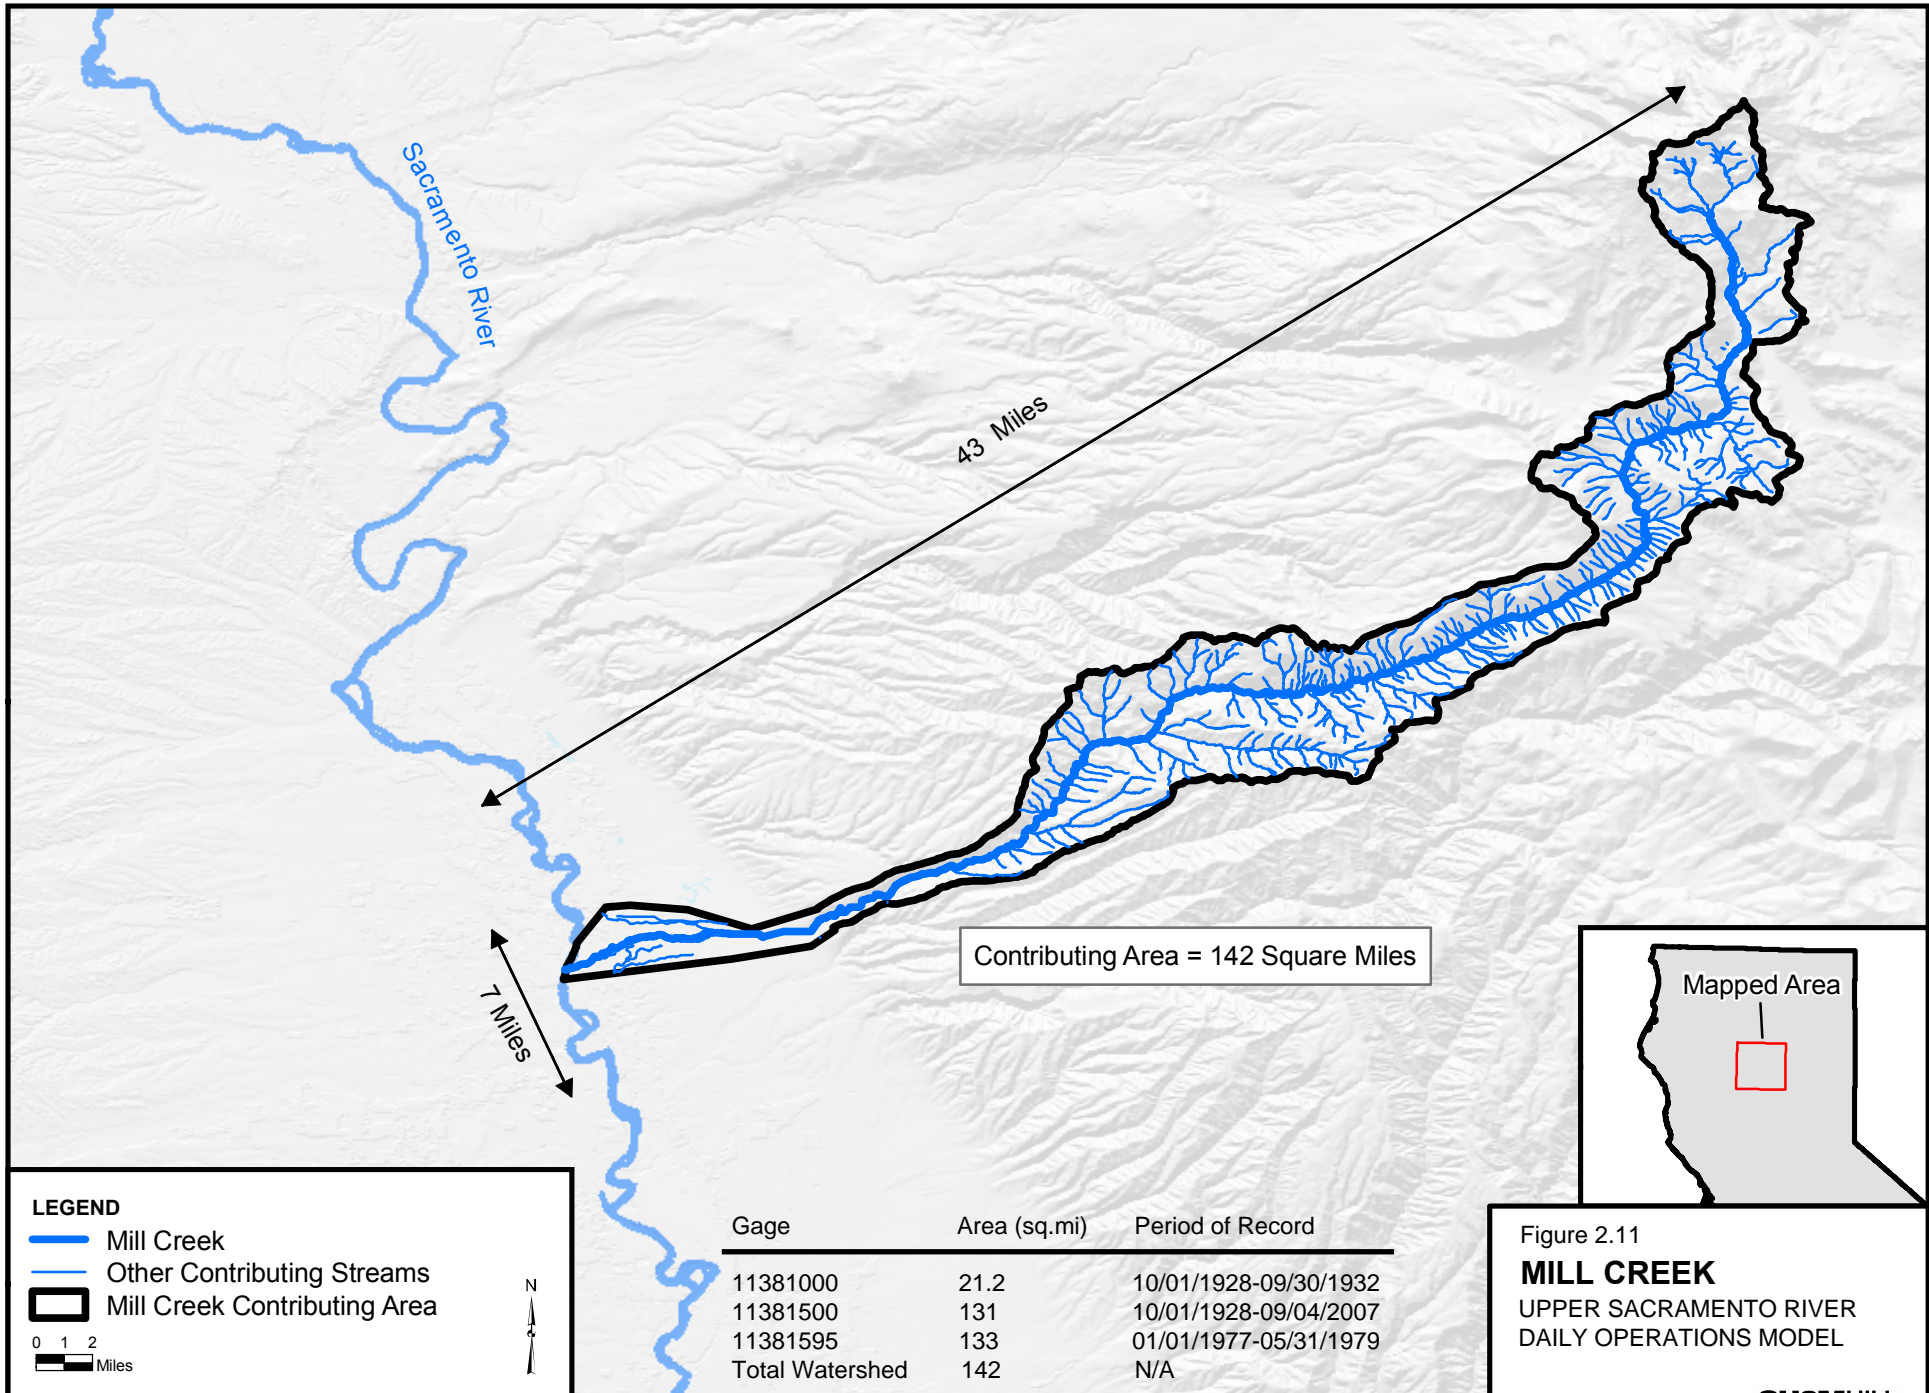 Sacramento River
43 Miles
7 Miles
Contributing Area = 142 Square Miles
Mapped Area
LEGEND
Mill Creek
Other Contributing Streams
Mill Creek Contributing Area
0 1 2
Miles
N
Gage Area (sq.mi) Period of Record
11381000 21.2 10/01/1928-09/30/1932
11381500 131 10/01/1928-09/04/2007
11381595 133 01/01/1977-05/31/1979
Total Watershed 142 N/A
Figure 2.11
MILL CREEK
UPPER SACRAMENTO RIVER
DAILY OPERATIONS MODEL